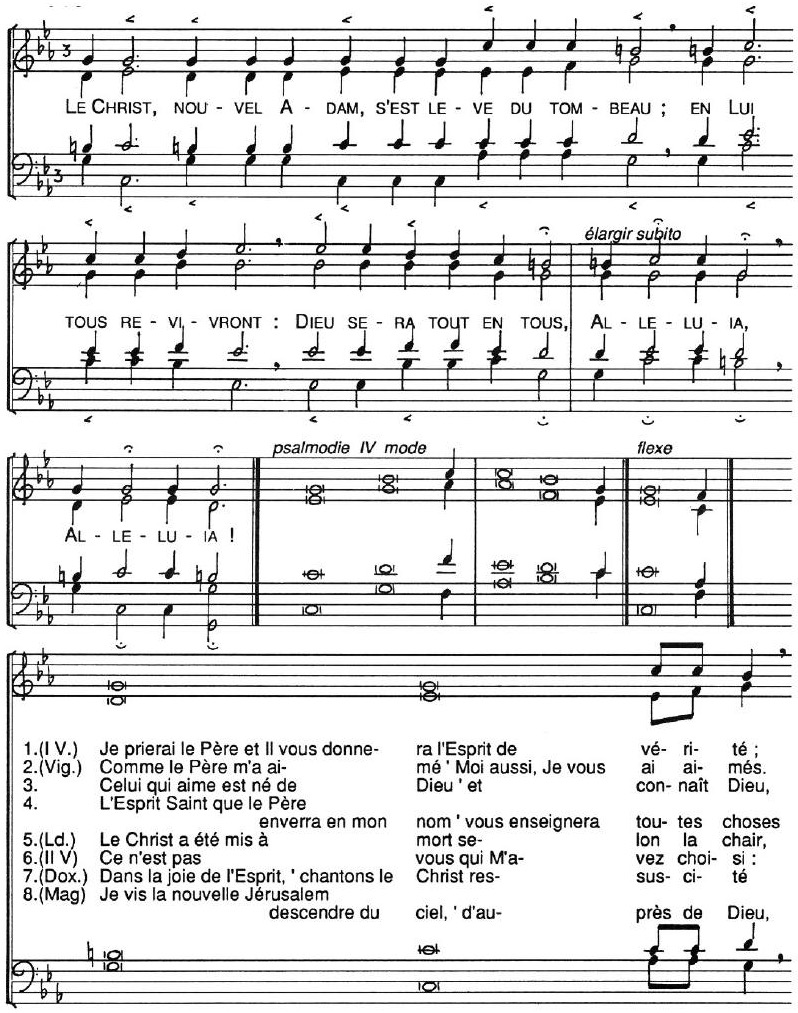 LE CHRIST, NOU - VEL A - DAM, S'EST LE - VE DU TOM - BEAU ; EN LUI
élargir subito
TOUS RE - VI - VRONT : DIEU SE - RA TOUT EN TOUS, AL - LE - LU - IA,
psalmodie IV mode flexe
AL - LE - LU - IA !
1.(I V.) Je prierai le Père et Il vous donne- ra l'Esprit de vé- ri- té ;
2.(Vig.) Comme le Père m'a ai- mé ' Moi aussi, Je vous ai ai- més.
3. Celui qui aime est né de Dieu ' et con- naît Dieu,
4. L'Esprit Saint que le Père
enverra en mon nom ' vous enseignera tou- tes choses
5.(Ld.) Le Christ a été mis à mort se- lon la chair,
6.(II V) Ce n'est pas vous qui M'a- vez choi- si :
7.(Dox.) Dans la joie de l'Esprit, ' chantons le Christ res- sus- ci- té
8.(Mag) Je vis la nouvelle Jérusalem
descendre du ciel, ' d'au- près de Dieu,